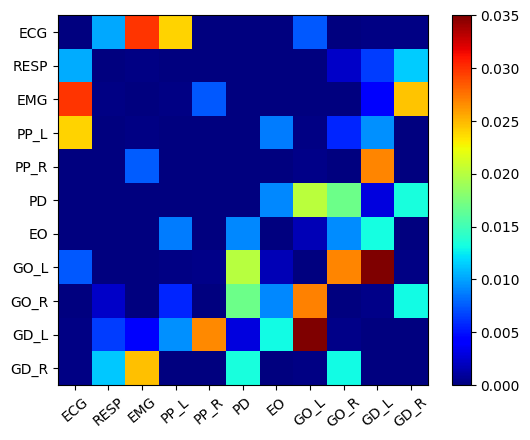 ECG
RESP
EMG
PP_L
PP_R
PD
EO
GO_L
GO_R
GD_L
GD_R
ECG RESP EMG PP_L PP_R PD EO GO_L GO_R GD_L GD_R
0.035
0.030
0.025
0.020
0.015
0.010
0.005
0.000